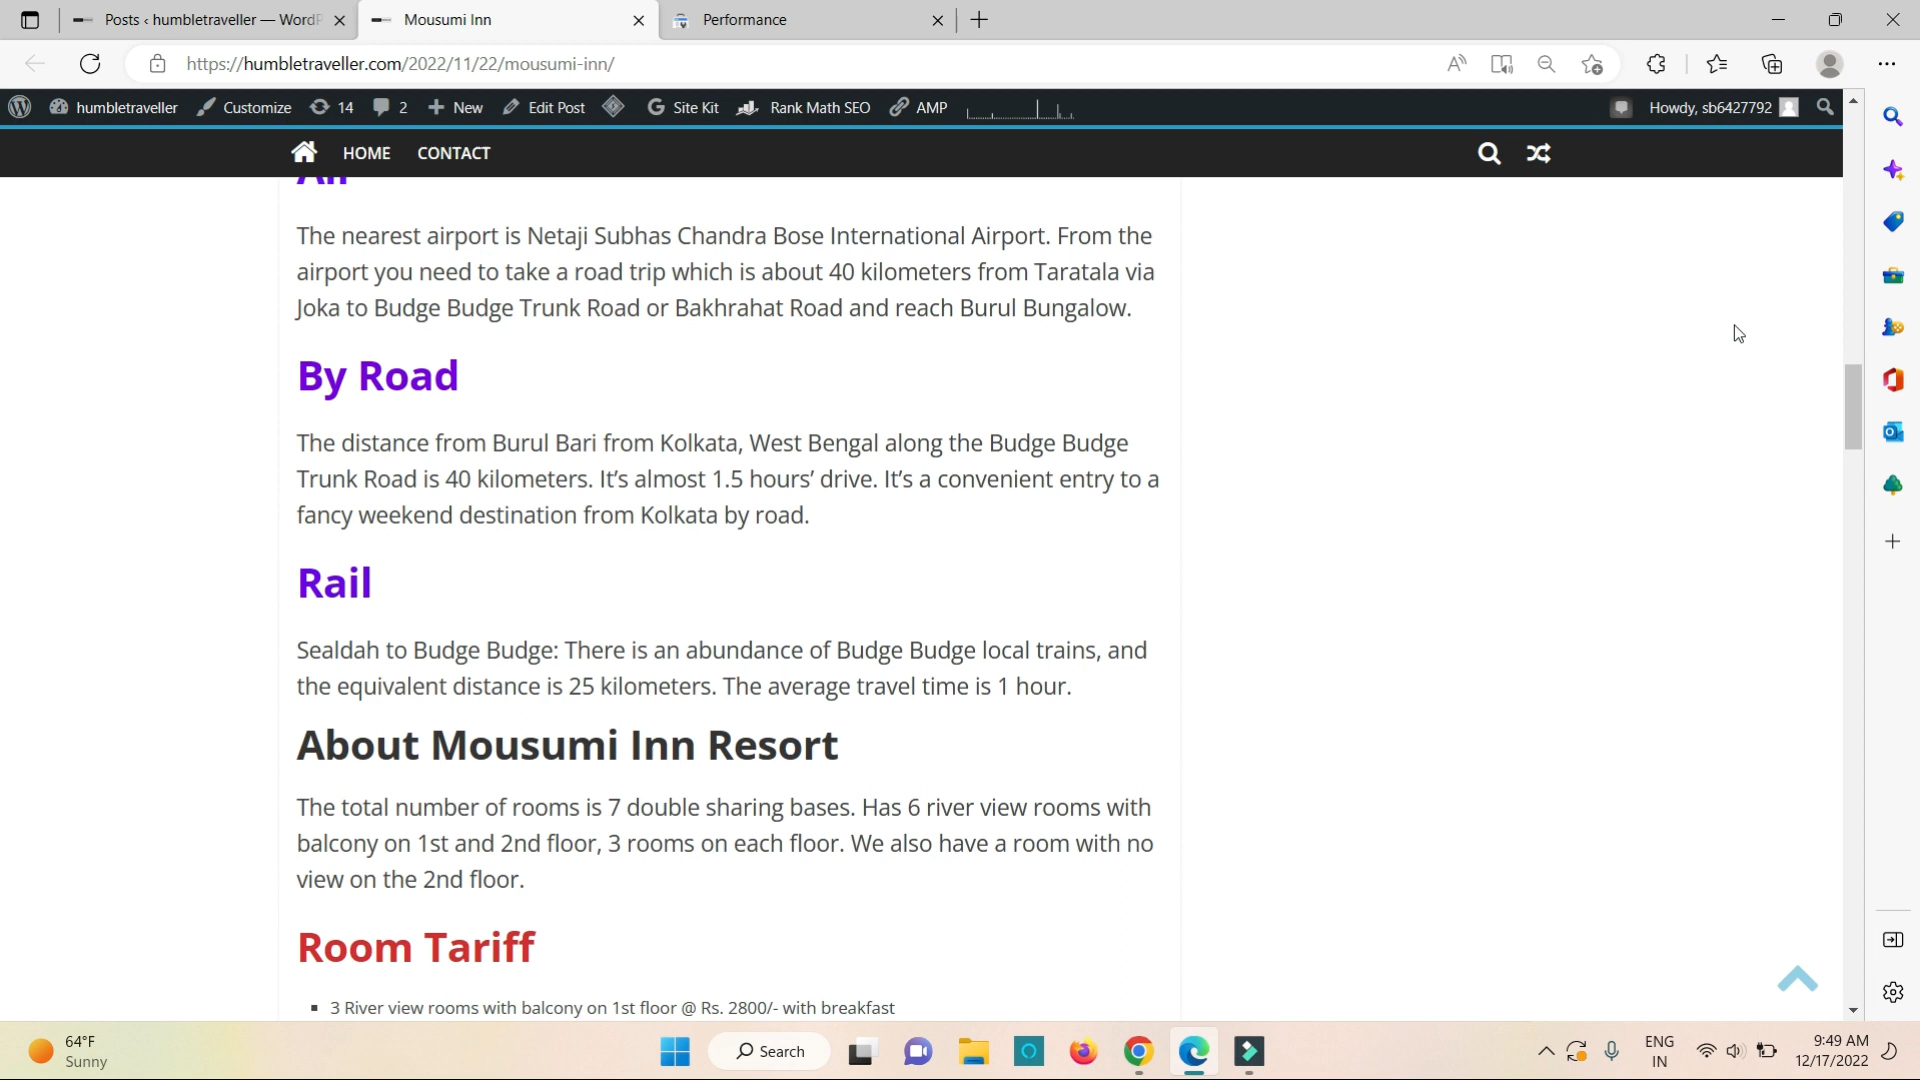 Posts ‹ humbletraveller — WordP
Mousumi Inn
Performance
https://humbletraveller.com/2022/11/22/mousumi-inn/
humbletraveller Customize 14 2 New Edit Post Site Kit Rank Math SEO AMP Howdy, sb6427792
HOME CONTACT
The nearest airport is Netaji Subhas Chandra Bose International Airport. From the
airport you need to take a road trip which is about 40 kilometers from Taratala via
Joka to Budge Budge Trunk Road or Bakhrahat Road and reach Burul Bungalow.
By Road
The distance from Burul Bari from Kolkata, West Bengal along the Budge Budge
Trunk Road is 40 kilometers. It's almost 1.5 hours' drive. It's a convenient entry to a
fancy weekend destination from Kolkata by road.
Rail
Sealdah to Budge Budge: There is an abundance of Budge Budge local trains, and
the equivalent distance is 25 kilometers. The average travel time is 1 hour.
About Mousumi Inn Resort
The total number of rooms is 7 double sharing bases. Has 6 river view rooms with
balcony on 1st and 2nd floor, 3 rooms on each floor. We also have a room with no
view on the 2nd floor.
Room Tariff
▪ 3 River view rooms with balcony on 1st floor @ Rs. 2800/- with breakfast
64°F
Sunny
Search
ENG
IN
9:49 AM
12/17/2022